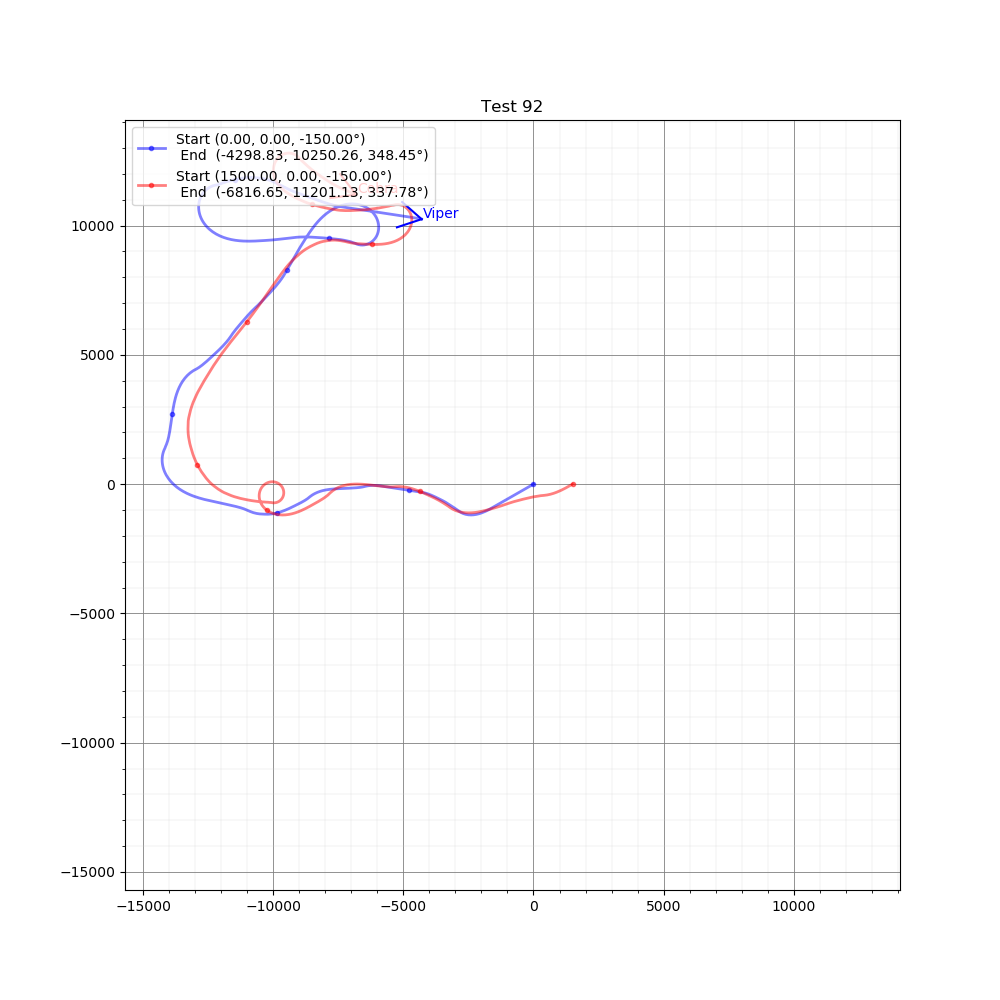 Test 92
Start (0.00, 0.00, -150.00°)
End (-4298.83, 10250.26, 348.45°)
Start (1500.00, 0.00, -150.00°)
End (-6816.65, 11201.13, 337.78°)
Viper
10000
5000
0
−5000
−10000
−15000
−15000 −10000 −5000 0 5000 10000